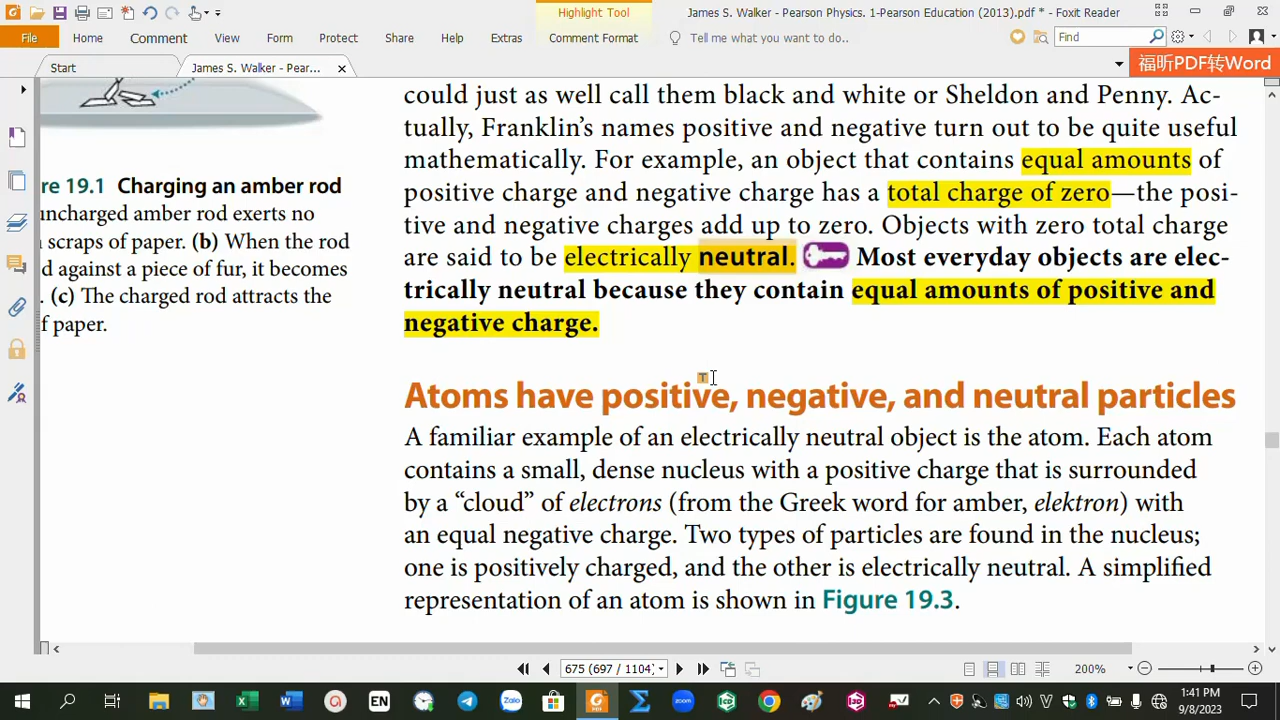 Highlight Tool
James S. Walker - Pearson Physics. 1-Pearson Education (2013).pdf * - Foxit Reader
File Home Comment View Form Protect Share Help Extras Comment Format Tell me what you want to do.. Find
Start James S. Walker - Pear... 福昕PDF转Word
could just as well call them black and white or Sheldon and Penny. Ac-
tually, Franklin's names positive and negative turn out to be quite useful
mathematically. For example, an object that contains equal amounts of
positive charge and negative charge has a total charge of zero—the posi-
tive and negative charges add up to zero. Objects with zero total charge
are said to be electrically neutral. Most everyday objects are elec-
trically neutral because they contain equal amounts of positive and
negative charge.
re 19.1 Charging an amber rod
uncharged amber rod exerts no
scraps of paper. (b) When the rod
d against a piece of fur, it becomes
. (c) The charged rod attracts the
f paper.
Atoms have positive, negative, and neutral particles
A familiar example of an electrically neutral object is the atom. Each atom
contains a small, dense nucleus with a positive charge that is surrounded
by a “cloud” of electrons (from the Greek word for amber, elektron) with
an equal negative charge. Two types of particles are found in the nucleus;
one is positively charged, and the other is electrically neutral. A simplified
representation of an atom is shown in Figure 19.3.
675 (697 / 1104) 200%
EN Zalo zoom
1:41 PM
9/8/2023